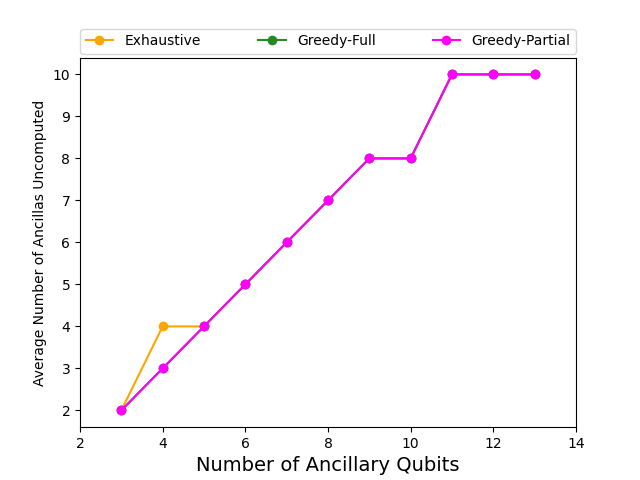 Exhaustive Greedy-Full Greedy-Partial
10
9
8
7
6
5
4
3
2
Average Number of Ancillas Uncomputed
2 4 6 8 10 12 14
Number of Ancillary Qubits